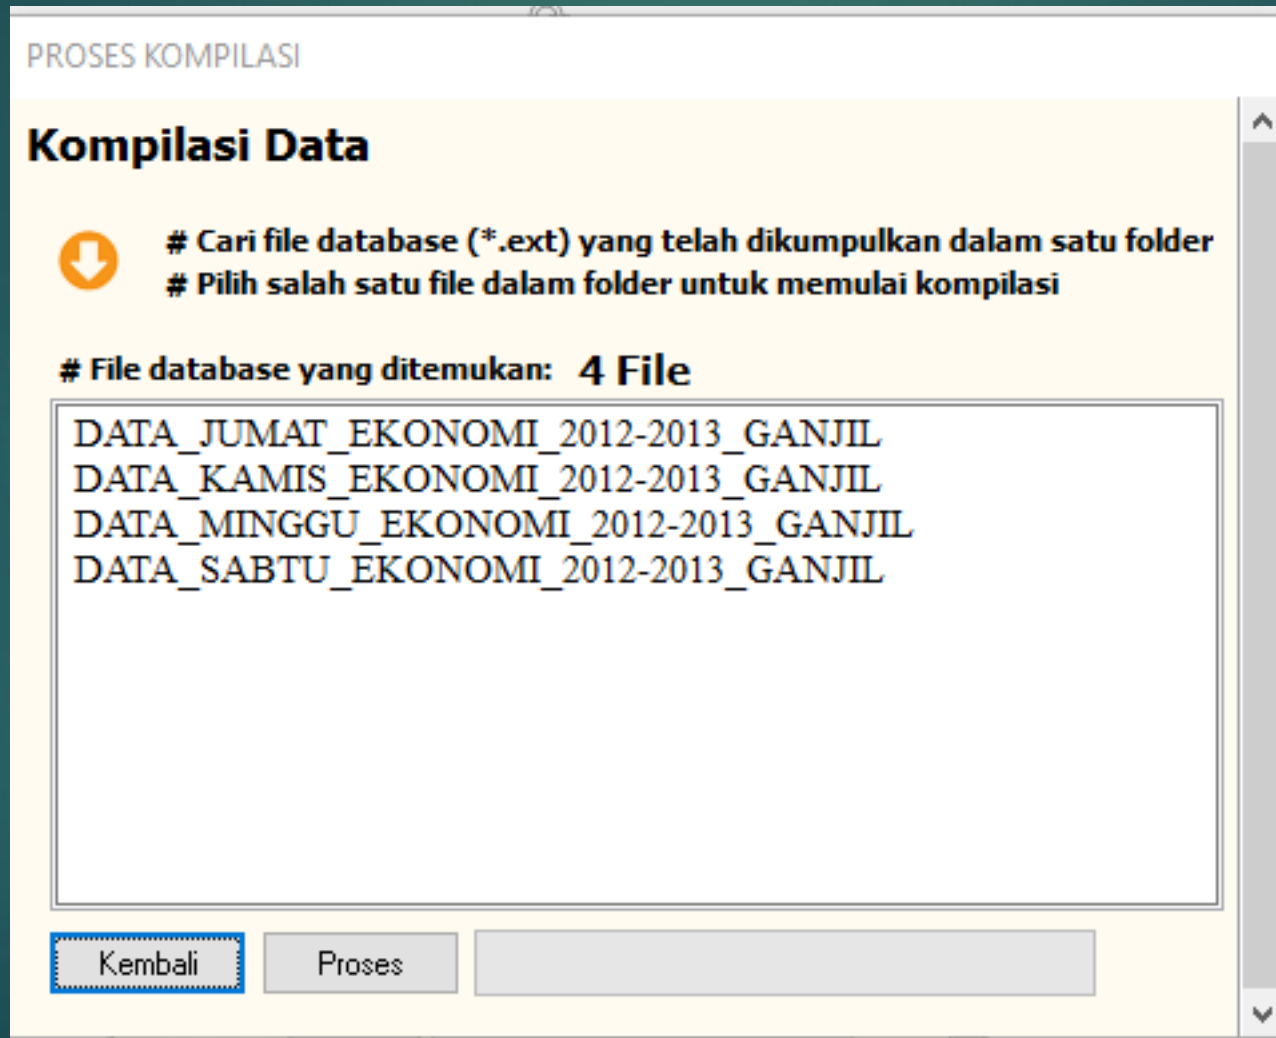 PROSES KOMPILASI
Kompilasi Data
# Cari file database (*.ext) yang telah dikumpulkan dalam satu folder
# Pilih salah satu file dalam folder untuk memulai kompilasi
# File database yang ditemukan: 4 File
DATA_JUMAT_EKONOMI_2012-2013_GANJIL
DATA_KAMIS_EKONOMI_2012-2013_GANJIL
DATA_MINGGU_EKONOMI_2012-2013_GANJIL
DATA_SABTU_EKONOMI_2012-2013_GANJIL
Kembali Proses